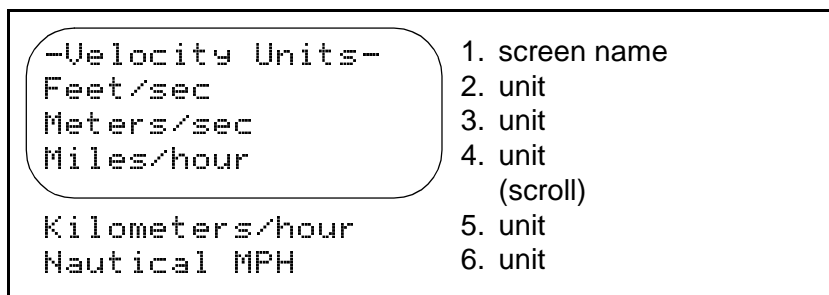 -Velocity Units- 1. screen name
Feet/sec 2. unit
Meters/sec 3. unit
Miles/hour 4. unit
(scroll)
Kilometers/hour 5. unit
Nautical MPH 6. unit